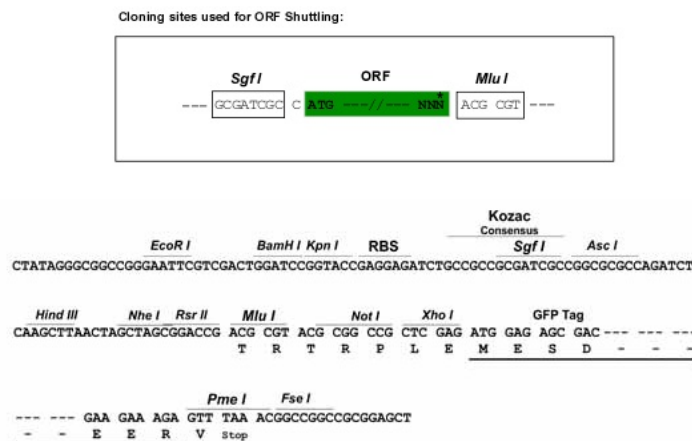 Cloning sites used for ORF Shuttling:
Sgf I ORF Mlu I
--- GCGATCGC C ATG ---//--- NNN* ACG CGT ---
Kozac
Consensus
EcoR I BamH I Kpn I RBS Sgf I Asc I
CTATAGGGCGGCCGGGAATTCGTCGACTGGATCCGGTACCGAGGAGATCTGCCGCCGCGATCGCCGGCGCGCCAGATCT
Hind III Nhe I Rsr II Mlu I Not I Xho I GFP Tag
CAAGCTTAACTAGCTAGCGGACCG ACG CGT ACG CGG CCG CTC GAG ATG GAG AGC GAC--- --- ---
T R T R P L E M E S D - - -
Pme I Fse I
--- --- GAA GAA AGA GTT TAA ACGGCCGGCCGCGGAGCT
- - E E R V Stop